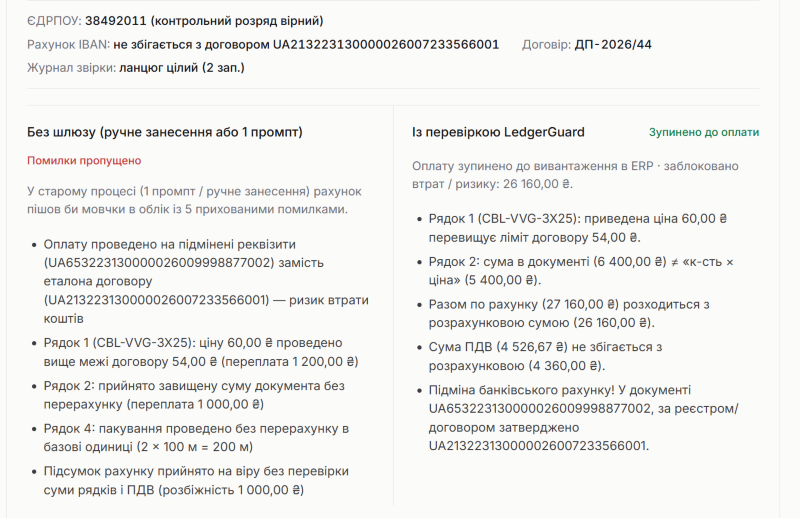 ЄДРПОУ: 38492011 (контрольний розряд вірний)
Рахунок IBAN: не збігається з договором UA213223130000026007233566001 Договір: ДП-2026/44
Журнал звірки: ланцюг цілий (2 зап.)
Без шлюзу (ручне занесення або 1 промпт)
Помилки пропущено
У старому процесі (1 промпт / ручне занесення) рахунок
пішов би мовчки в облік із 5 прихованими помилками.
• Оплату проведено на підмінені реквізити
(UA653223130000026009998877002) замість
еталона договору
(UA213223130000026007233566001) — ризик втрати
коштів
• Рядок 1 (CBL-VVG-3X25): ціну 60,00 ₴ проведено
вище межі договору 54,00 ₴ (переплата 1 200,00 ₴)
• Рядок 2: прийнято завищену суму документа без
перерахунку (переплата 1 000,00 ₴)
• Рядок 4: пакування проведено без перерахунку в
базові одиниці (2 × 100 м = 200 м)
• Підсумок рахунку прийнято на віру без перевірки
суми рядків і ПДВ (розбіжність 1 000,00 ₴)
Із перевіркою LedgerGuard
Зупинено до оплати
Оплату зупинено до вивантаження в ERP · заблоковано
втрат / ризику: 26 160,00 ₴.
• Рядок 1 (CBL-VVG-3X25): приведена ціна 60,00 ₴
перевищує ліміт договору 54,00 ₴.
• Рядок 2: сума в документі (6 400,00 ₴) ≠ «к-сть ×
ціна» (5 400,00 ₴).
• Разом по рахунку (27 160,00 ₴) розходиться з
розрахунковою сумою (26 160,00 ₴).
• Сума ПДВ (4 526,67 ₴) не збігається з
розрахунковою (4 360,00 ₴).
• Підміна банківського рахунку! У документі
UA653223130000026009998877002, за реєстром/
договором затверджено
UA213223130000026007233566001.